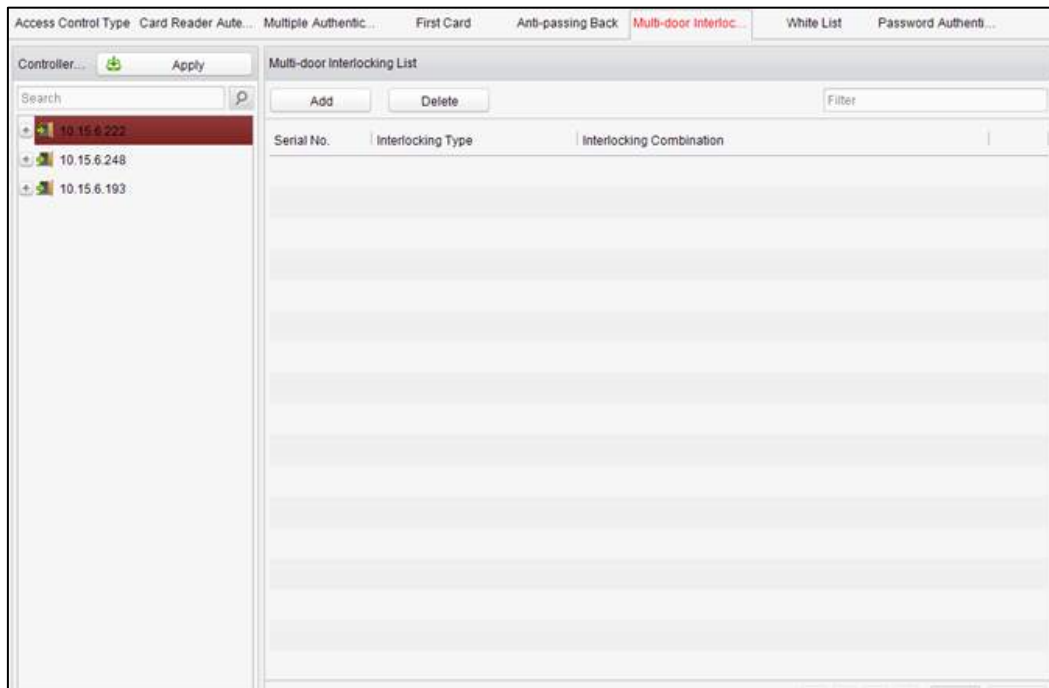 Access Control Type Card Reader Aute... Multiple Authentic... First Card Anti-passing Back Multi-door Interloc... White List Password Authenti...
Controller... Apply
Multi-door Interlocking List
Search
Add Delete Filter
Serial No. Interlocking Type Interlocking Combination
10.15.6.222
10.15.6.248
10.15.6.193